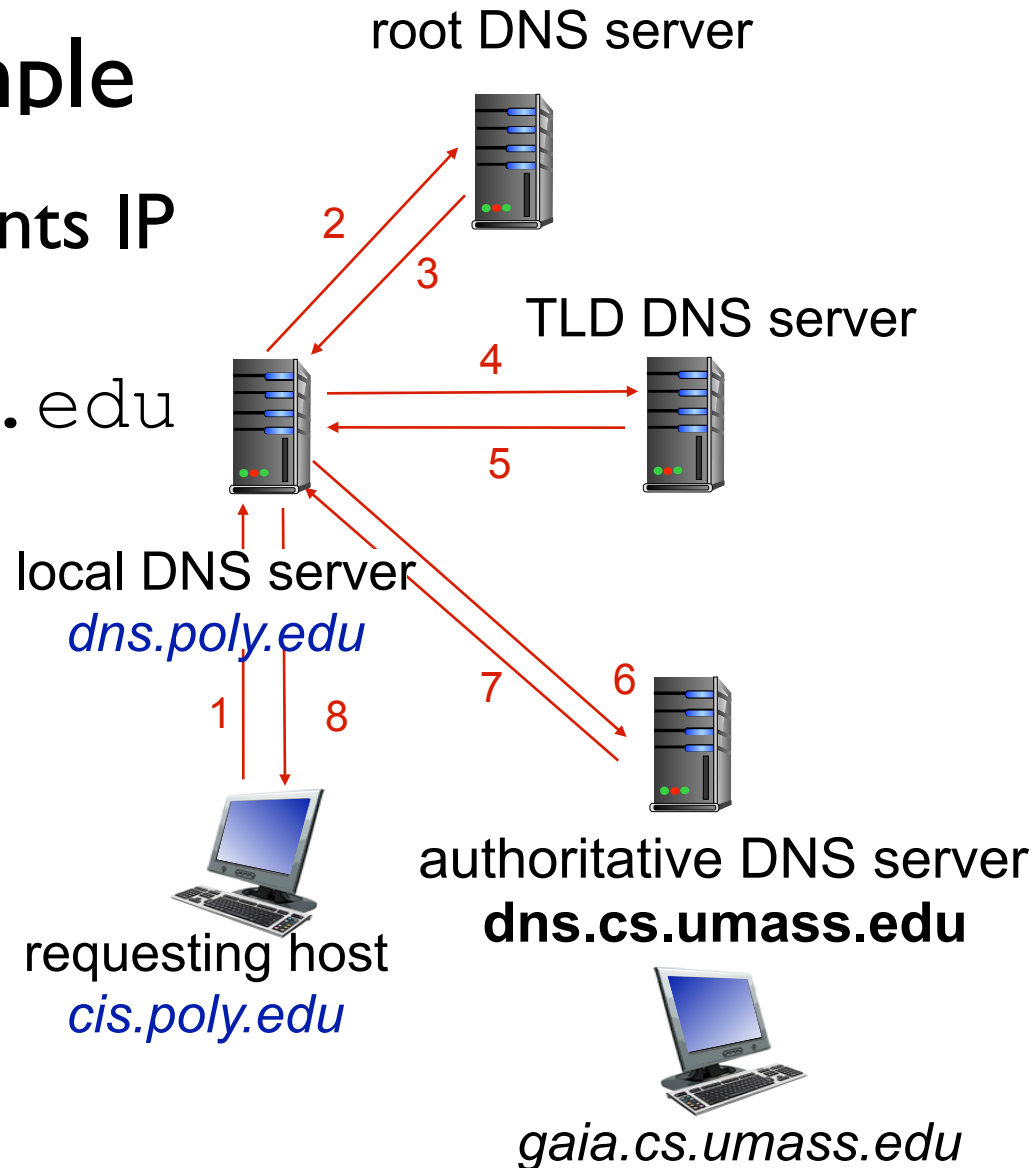 root DNS server
nts IP
.edu
2
3
TLD DNS server
4
5
local DNS server
dns.poly.edu
1
8
7
6
requesting host
cis.poly.edu
authoritative DNS server
dns.cs.umass.edu
gaia.cs.umass.edu